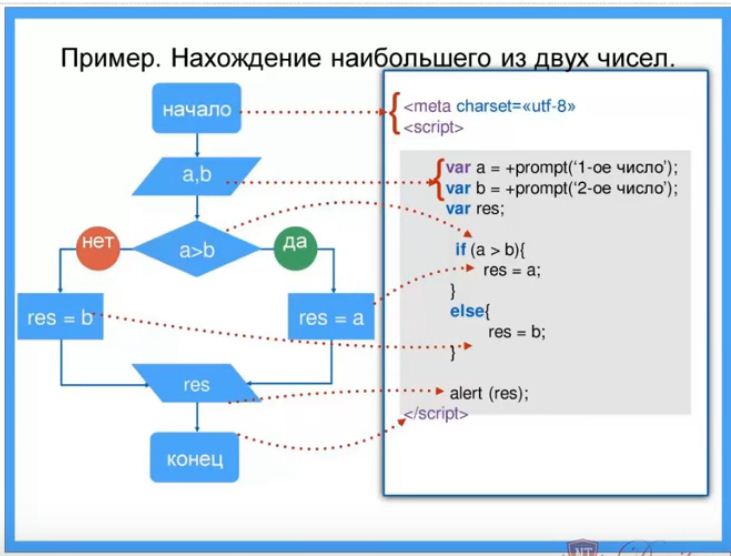 Пример. Нахождение наибольшего из двух чисел.
начало
a,b
нет
a>b
да
res = b
res = a
res
конец
<meta charset=«utf-8»
<script>
var a = +prompt(‘1-ое число’);
var b = +prompt(‘2-ое число’);
var res;
if (a > b){
res = a;
}
else{
res = b;
}
alert (res);
</script>